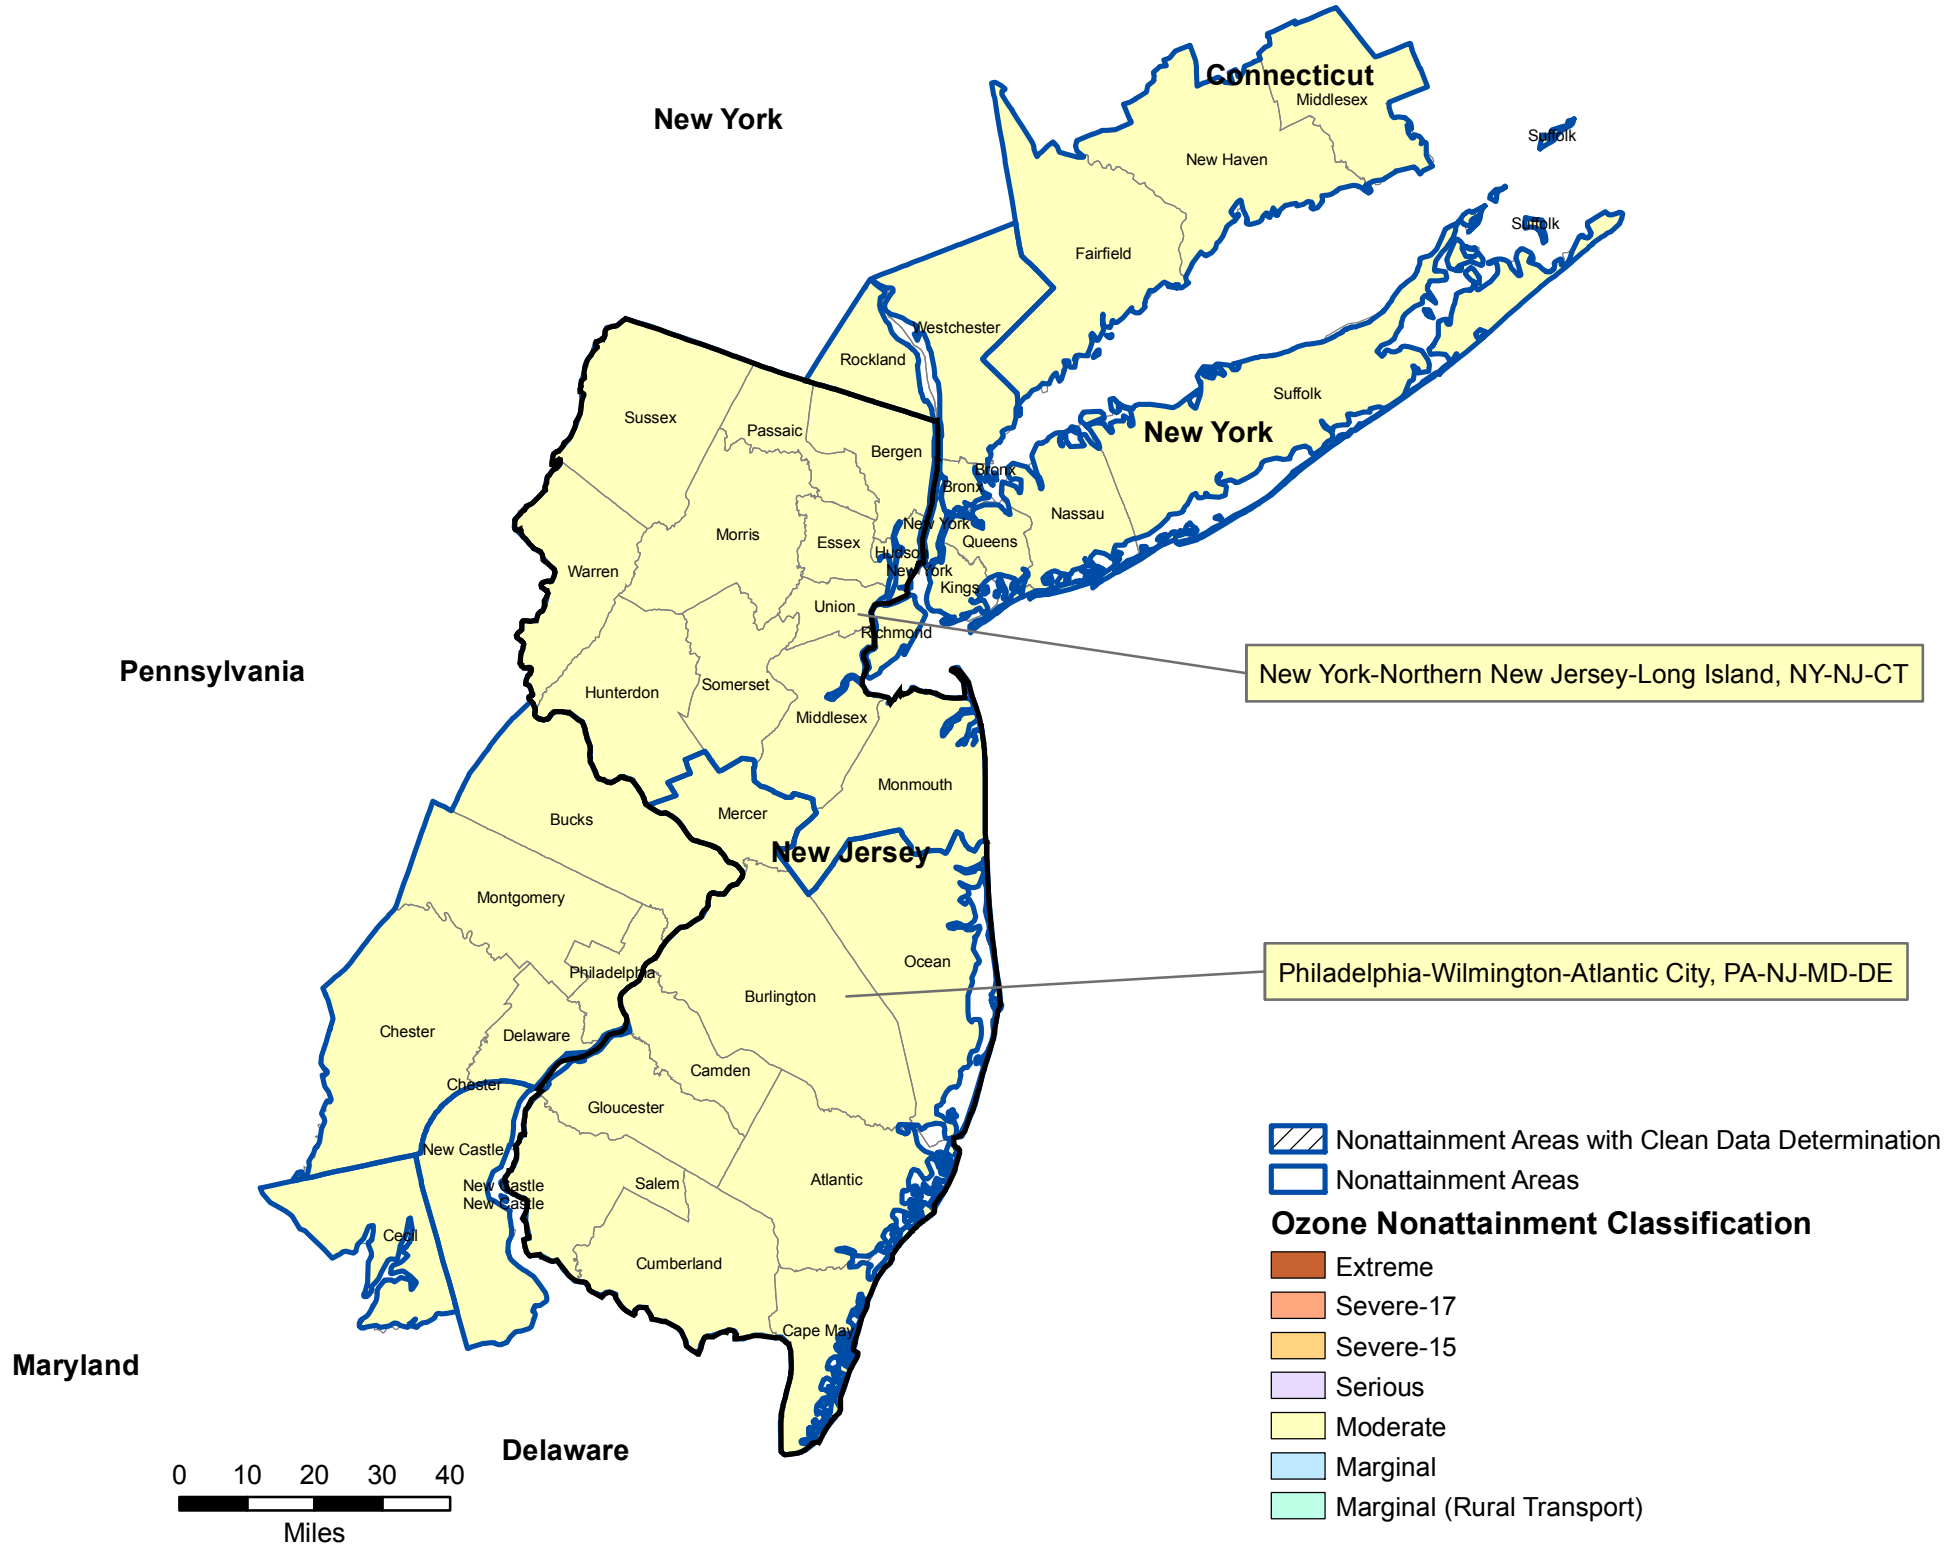 Connecticut
Middlesex
New York
Suffolk
New Haven
Suffolk
Fairfield
Westchester
Rockland
Suffolk
Sussex
Passaic
New York
Bergen
Bronx
Bronx
Nassau
New York
Morris
Essex
Queens
Hudson
New York
Warren
Kings
Union
Richmond
Pennsylvania
New York-Northern New Jersey-Long Island, NY-NJ-CT
Hunterdon
Somerset
Middlesex
Monmouth
Mercer
Bucks
New Jersey
Montgomery
Ocean
Philadelphia
Philadelphia-Wilmington-Atlantic City, PA-NJ-MD-DE
Burlington
Chester
Delaware
Camden
Chester
Gloucester
New Castle
Nonattainment Areas with Clean Data Determination
Nonattainment Areas
Atlantic
Salem
New Castle
New Castle
Ozone Nonattainment Classification
Cecil
Cumberland
Extreme
Severe-17
Cape May
Severe-15
Maryland
Serious
Moderate
Delaware
Marginal
0 10 20 30 40
Marginal (Rural Transport)
Miles